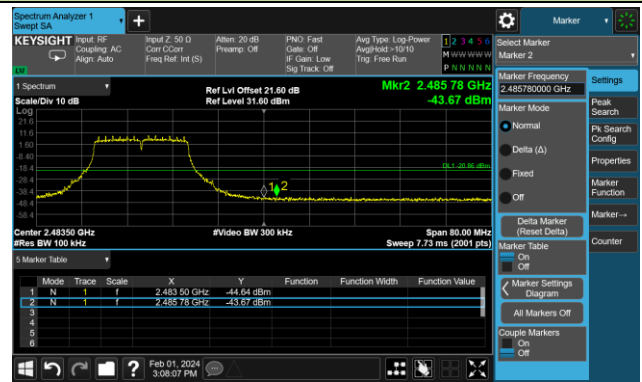 Spectrum Analyzer 1
Swept SA
+
Marker
KEYSIGHT
Input: RF
Coupling: AC
Align: Auto
Input Z: 50 Ω
Corr CCorr
Freq Ref: Int (S)
Atten: 20 dB
Preamp: Off
PNO: Fast
Gate: Off
IF Gain: Low
Sig Track: Off
Avg Type: Log-Power
Avg|Hold:>10/10
Trig: Free Run
1 2 3 4 5 6
M W W W W W
P N N N N N
Select Marker
Marker 2
1 Spectrum
Scale/Div 10 dB
Ref Lvl Offset 21.60 dB
Ref Level 31.60 dBm
Mkr2 2.485 78 GHz
-43.67 dBm
Log
21.6
11.6
1.60
-8.40
-18.4
-28.4
-38.4
-48.4
-58.4
DL1 -20.86 dBm
1
2
Center 2.48350 GHz
#Res BW 100 kHz
#Video BW 300 kHz
Span 80.00 MHz
Sweep 7.73 ms (2001 pts)
5 Marker Table
Mode Trace Scale X Y Function Function Width Function Value
1 N 1 f 2.483 50 GHz -44.64 dBm
2 N 1 f 2.485 78 GHz -43.67 dBm
3
4
5
6
Feb 01, 2024
3:08:07 PM
Marker Frequency
2.485780000 GHz
Marker Mode
Normal
Delta (Δ)
Fixed
Off
Delta Marker
(Reset Delta)
Marker Table
On
Off
Marker Settings
Diagram
All Markers Off
Couple Markers
On
Off
Settings
Peak
Search
Pk Search
Config
Properties
Marker
Function
Marker→
Counter